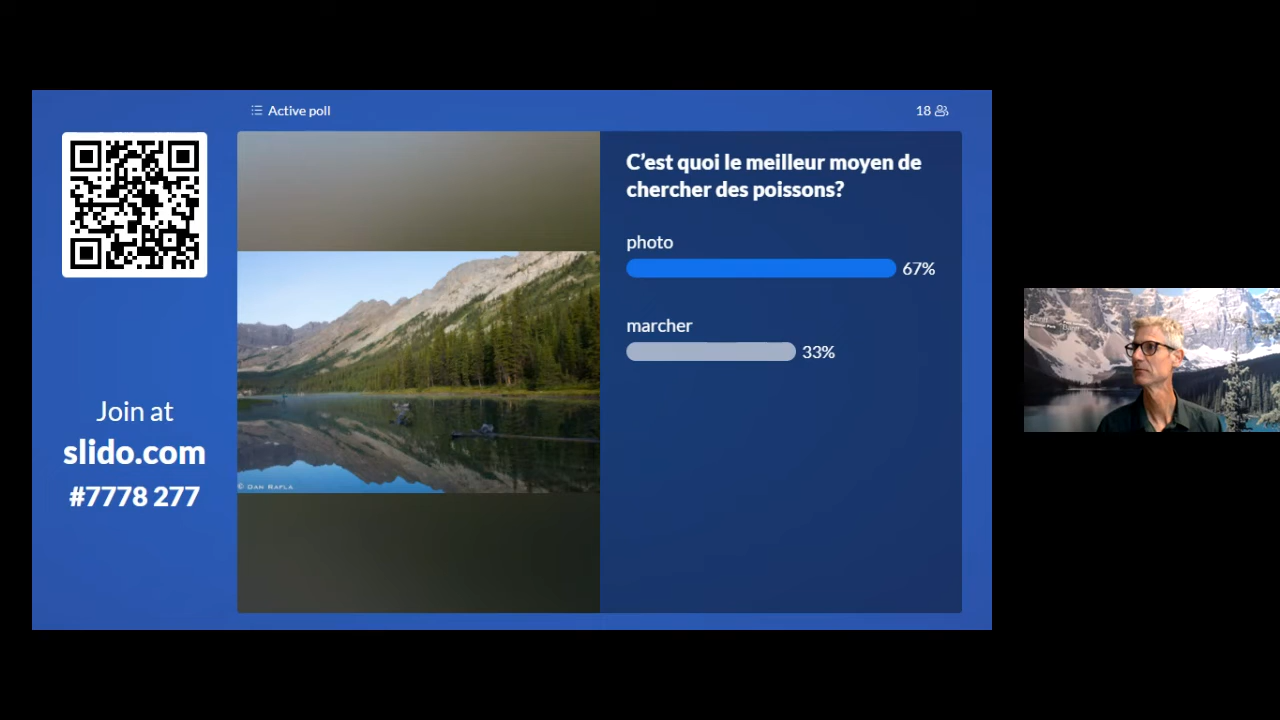 Active poll
18
Join at
slido.com
#7778 277
© Dan Rafla
C’est quoi le meilleur moyen de
chercher des poissons?
photo
67%
marcher
33%